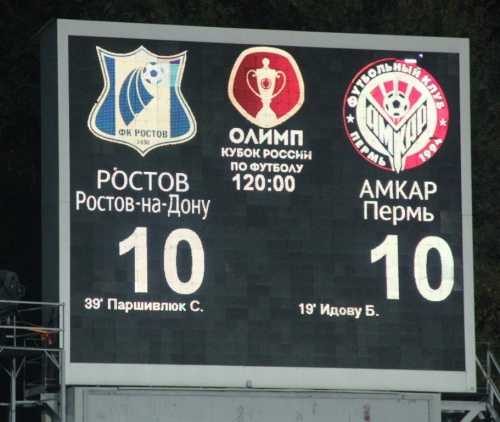 ФК РОСТОВ
1930
РОСТОВ
Ростов-на-Дону
10
39' Паршивлюк С.
ОЛИМП
КУБОК РОССИИ
ПО ФУТБОЛУ
120:00
ФУТБОЛЬНЫЙ КЛУБ
АМКАР
ПЕРМЬ 1994
АМКАР
Пермь
10
19' Идову Б.